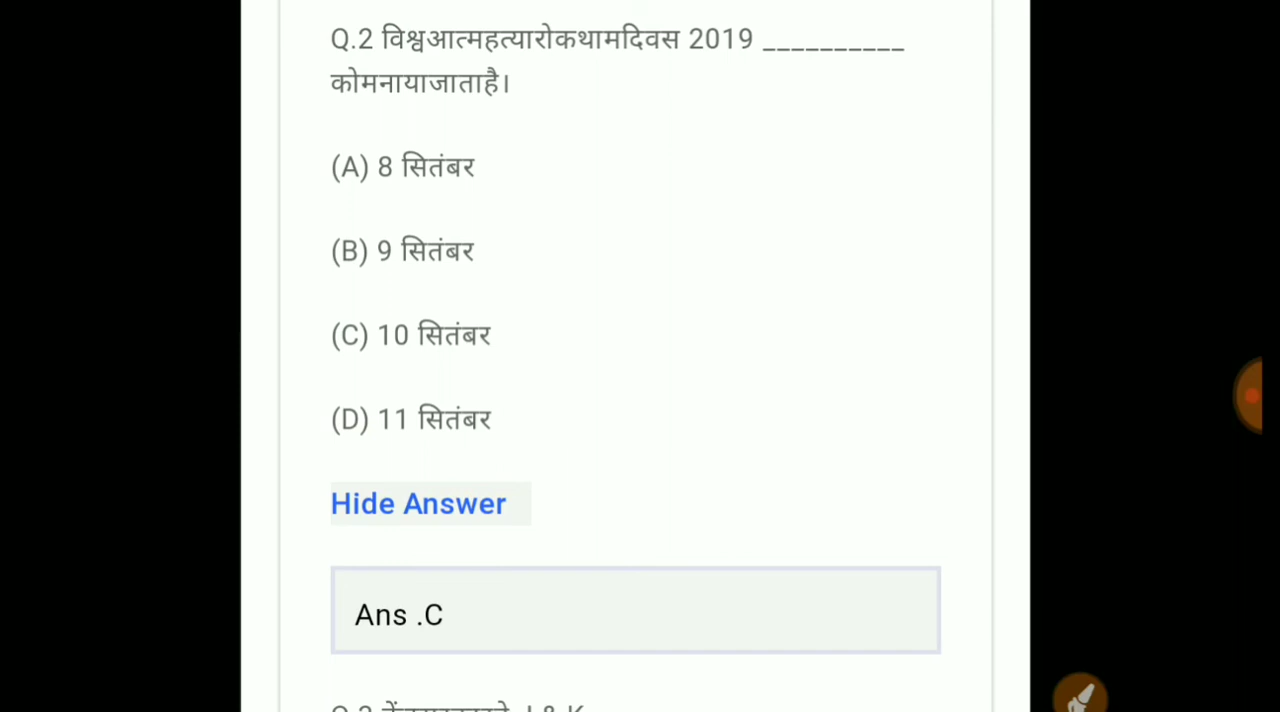 Q.2 विश्वआत्महत्यारोकथामदिवस 2019 __________
कोमनायाजाताहै।
(A) 8 सितंबर
(B) 9 सितंबर
(C) 10 सितंबर
(D) 11 सितंबर
Hide Answer
Ans .C